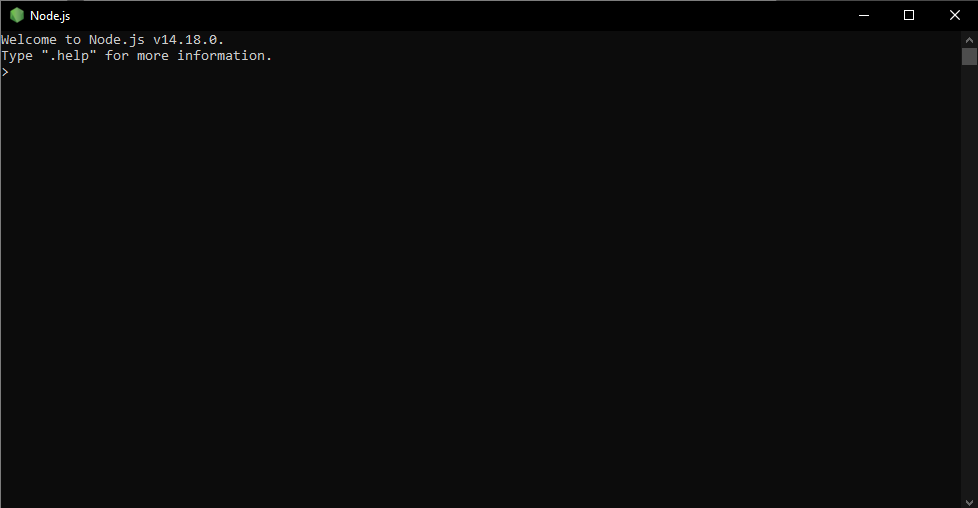 Node.js
Welcome to Node.js v14.18.0.
Type ".help" for more information.
>